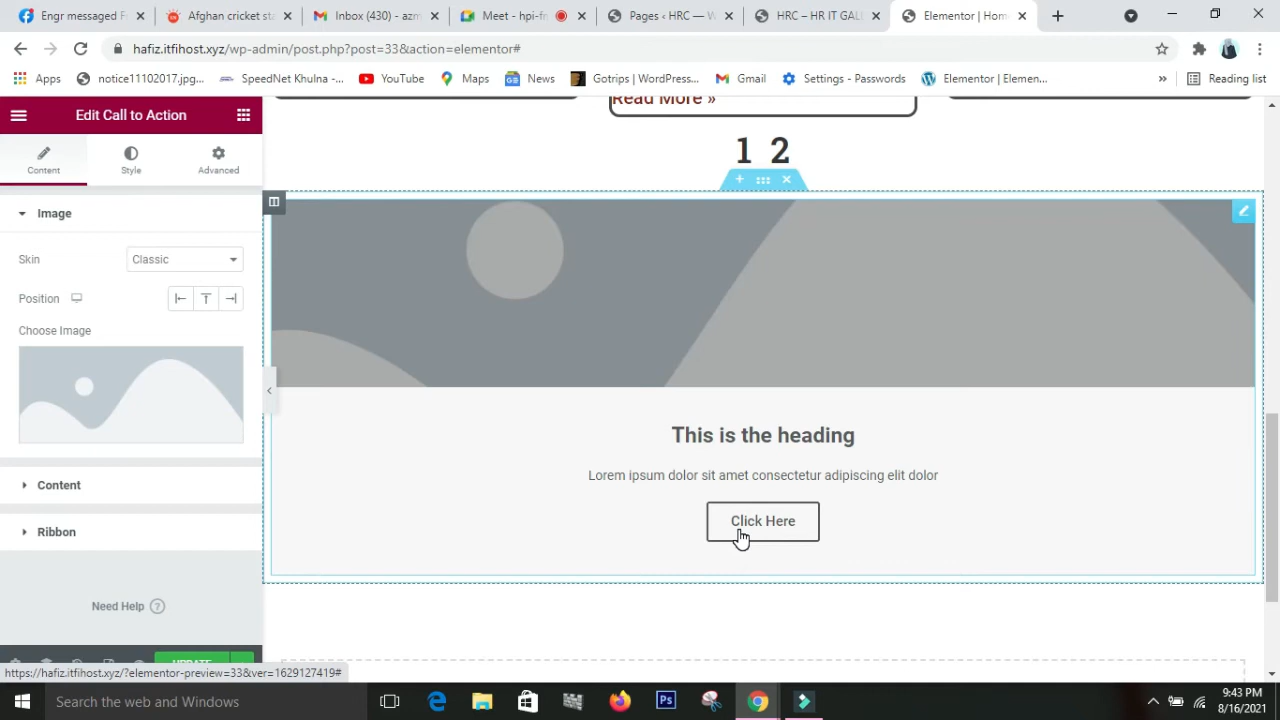 Engr messaged F
Afghan cricket sta
Inbox (430) - azm
Meet - hpi-fn
Pages ‹ HRC — W
HRC – HR IT GALL
Elementor | Hom
hafiz.itfihost.xyz/wp-admin/post.php?post=33&action=elementor#
Apps
notice11102017.jpg...
SpeedNet Khulna -...
YouTube
Maps
News
Gotrips | WordPress...
Gmail
Settings - Passwords
Elementor | Elemen...
»
Reading list
Edit Call to Action
Content
Style
Advanced
Image
Skin
Classic
Position
Choose Image
Content
Ribbon
Need Help ?
UPDATE
Read More »
1 2
This is the heading
Lorem ipsum dolor sit amet consectetur adipiscing elit dolor
Click Here
https://hafiz.itfihost.xyz/?elementor-preview=33&ver=1629127419#
Search the web and Windows
Ps
9:43 PM
8/16/2021